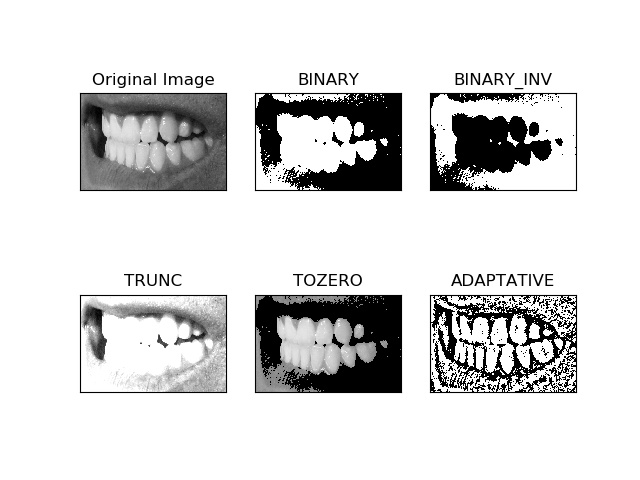 Original Image
BINARY
BINARY_INV
TRUNC
TOZERO
ADAPTATIVE